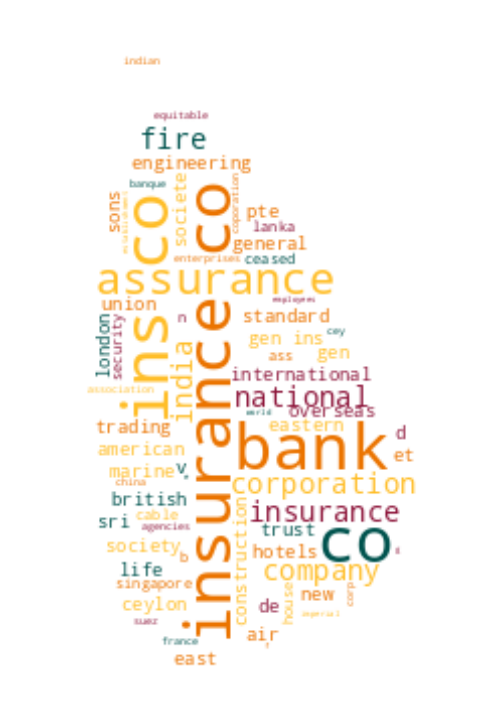 indian
equitable
fire
engineering
banque
societe
sons
establishment
co
ins co
insurance co
coporation
pte
lanka
general
enterprises
ceased
assurance
employees
union
n
standard
cey
london
security
gen ins
ass
gen
india
international
association
national
world
overseas
trading
eastern
d
american
bank
et
marine
v
china
corporation
british
insurance
sri
cable
agencies
trust
co
society
b
hotels
life
company
singapore
construction
house
new
corp
ceylon
de
imperial
suez
air
france
east